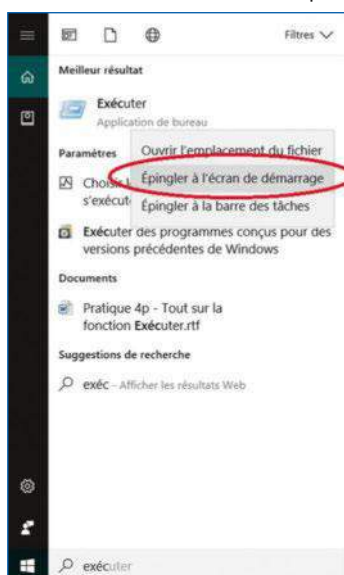 Filtres
Meilleur résultat
Exécuter
Application de bureau
Ouvrir l'emplacement du fichier
Paramètres
Épingler à l'écran de démarrage
Choisir
s'exécut
Épingler à la barre des tâches
Exécuter des programmes conçus pour des
versions précédentes de Windows
Documents
Pratique 4p - Tout sur la
fonction Exécuter.rtf
Suggestions de recherche
exéc - Afficher les résultats Web
exécuter